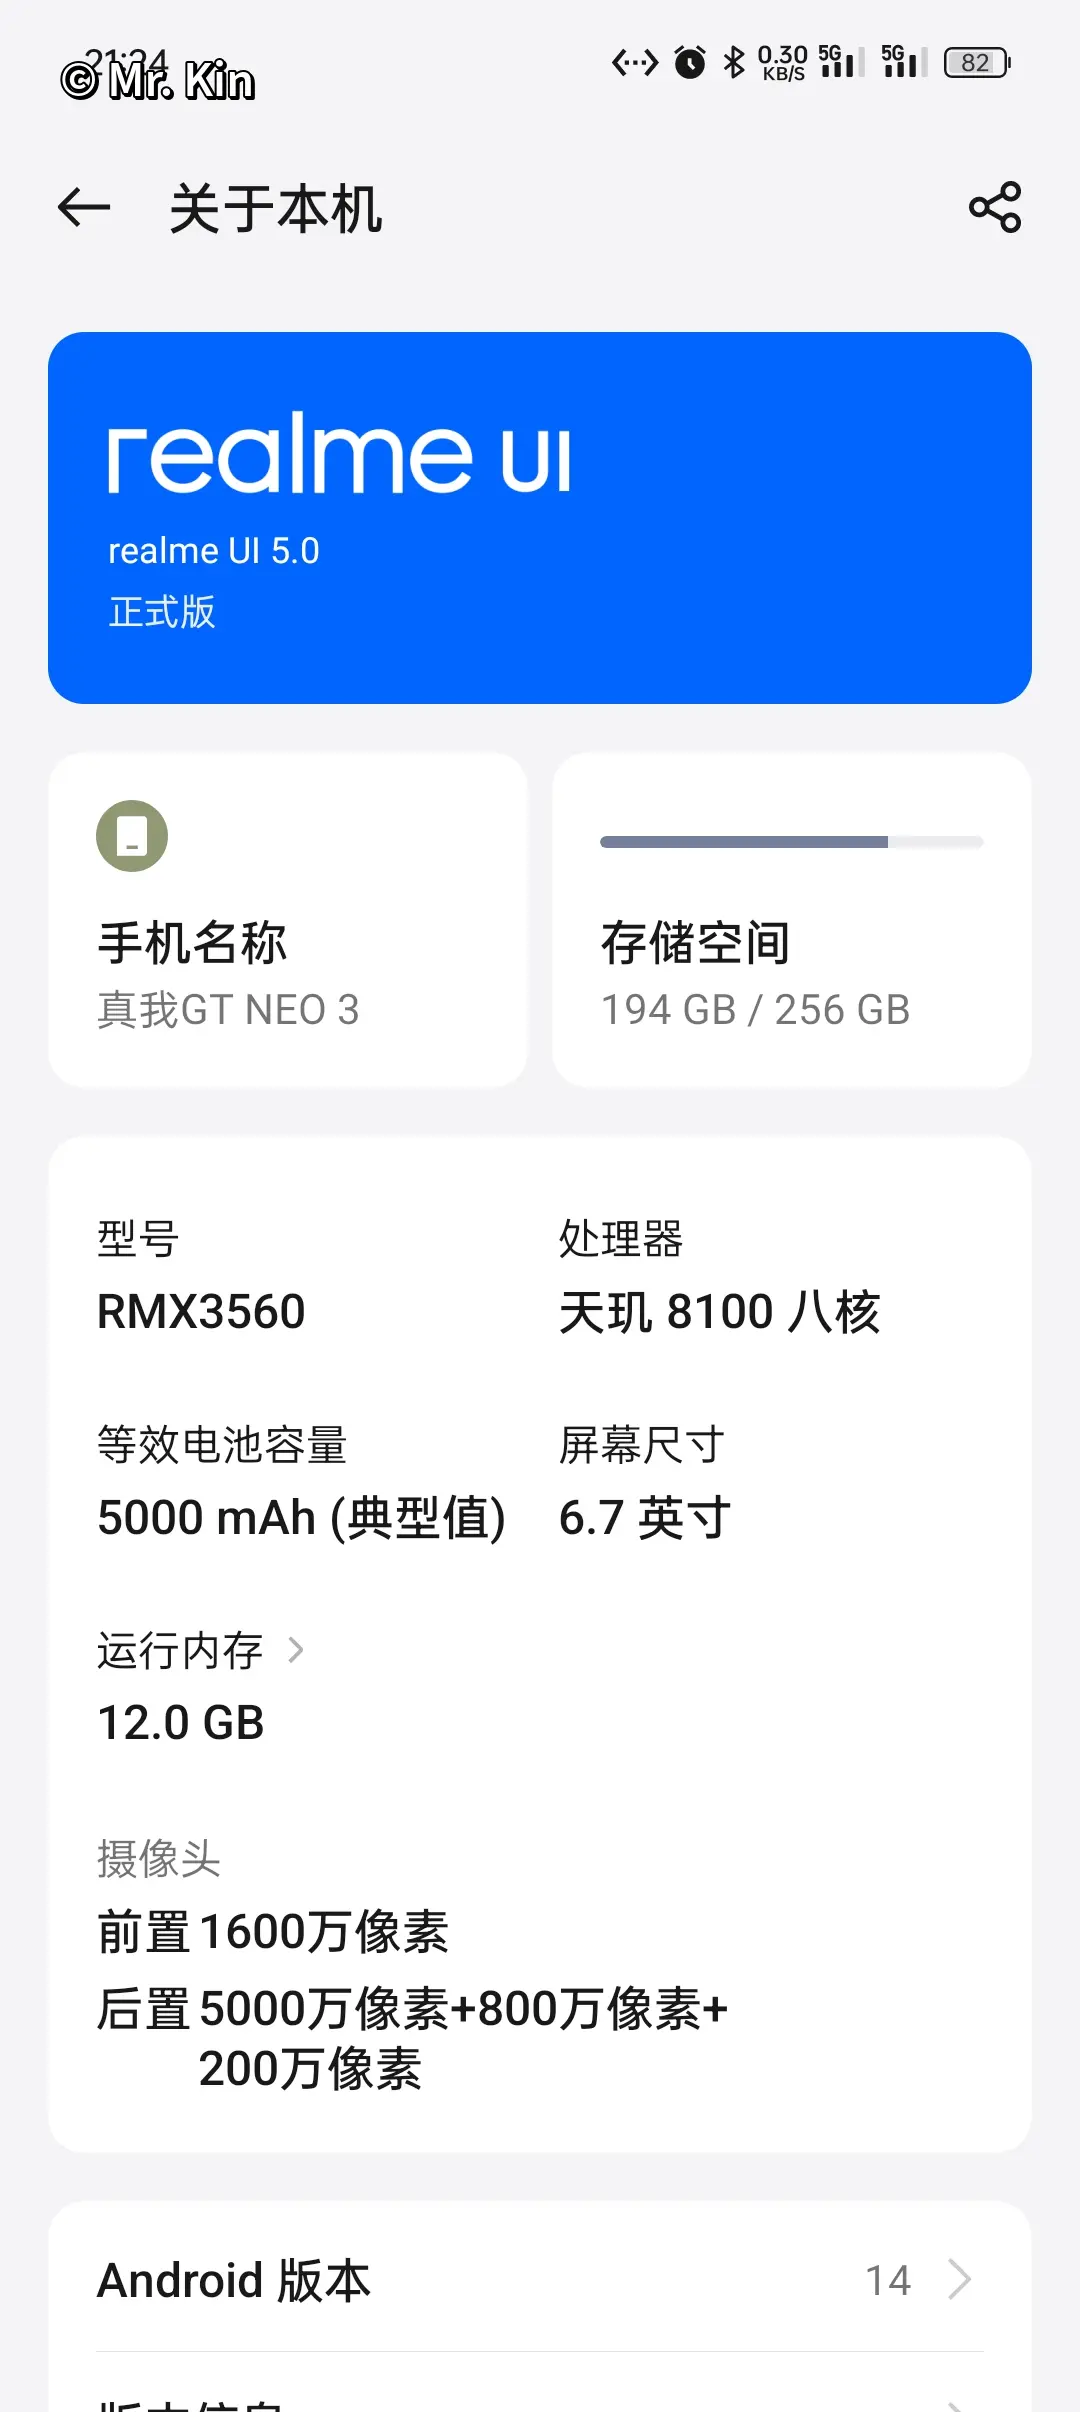 21:24
© Mr. Kin
0.30
KB/S
5G
5G
82
关于本机
realme UI
realme UI 5.0
正式版
手机名称
真我GT NEO 3
存储空间
194 GB / 256 GB
型号
RMX3560
处理器
天玑 8100 八核
等效电池容量
5000 mAh (典型值)
屏幕尺寸
6.7 英寸
运行内存
12.0 GB
摄像头
前置 1600万像素
后置 5000万像素+800万像素+
200万像素
Android 版本
14
版本信息